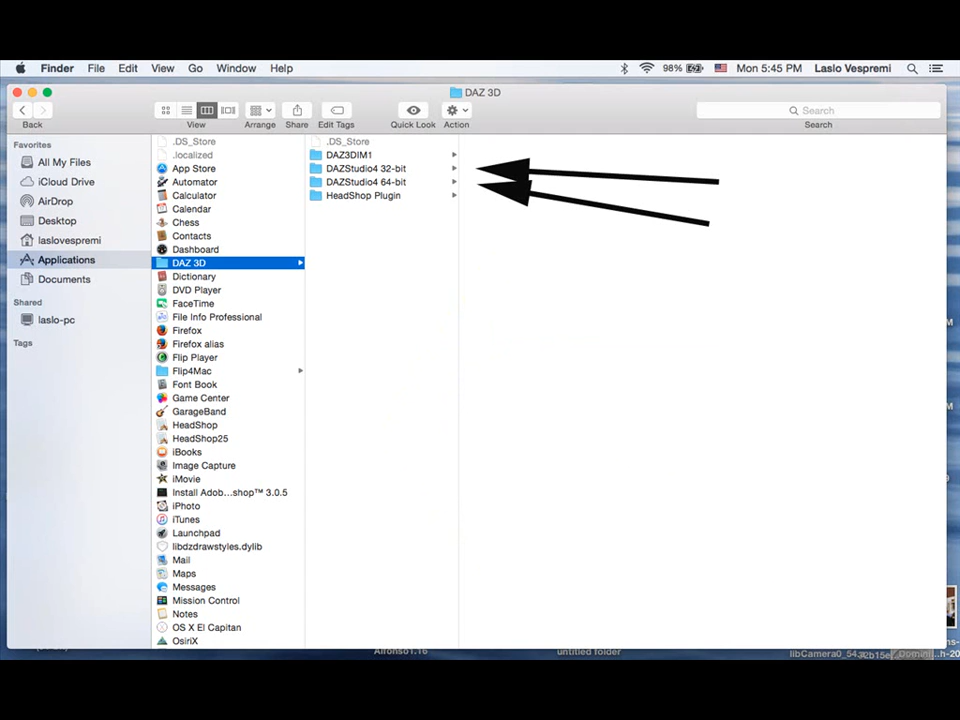 Finder File Edit View Go Window Help 98% Mon 5:45 PM Laslo Vespremi
DAZ 3D
Search
Back View Arrange Share Edit Tags Quick Look Action Search
Favorites
All My Files
iCloud Drive
AirDrop
Desktop
laslovespremi
Applications
Documents
Shared
laslo-pc
Tags
.DS_Store
.localized
App Store
Automator
Calculator
Calendar
Chess
Contacts
Dashboard
DAZ 3D
Dictionary
DVD Player
FaceTime
File Info Professional
Firefox
Firefox alias
Flip Player
Flip4Mac
Font Book
Game Center
GarageBand
HeadShop
HeadShop25
iBooks
Image Capture
iMovie
Install Adob...shop™ 3.0.5
iPhoto
iTunes
Launchpad
libdzdrawstyles.dylib
Mail
Maps
Messages
Mission Control
Notes
OS X El Capitan
OsiriX
.DS_Store
DAZ3DIM1
DAZStudio4 32-bit
DAZStudio4 64-bit
HeadShop Plugin
Alfonso1.16 untitled folder